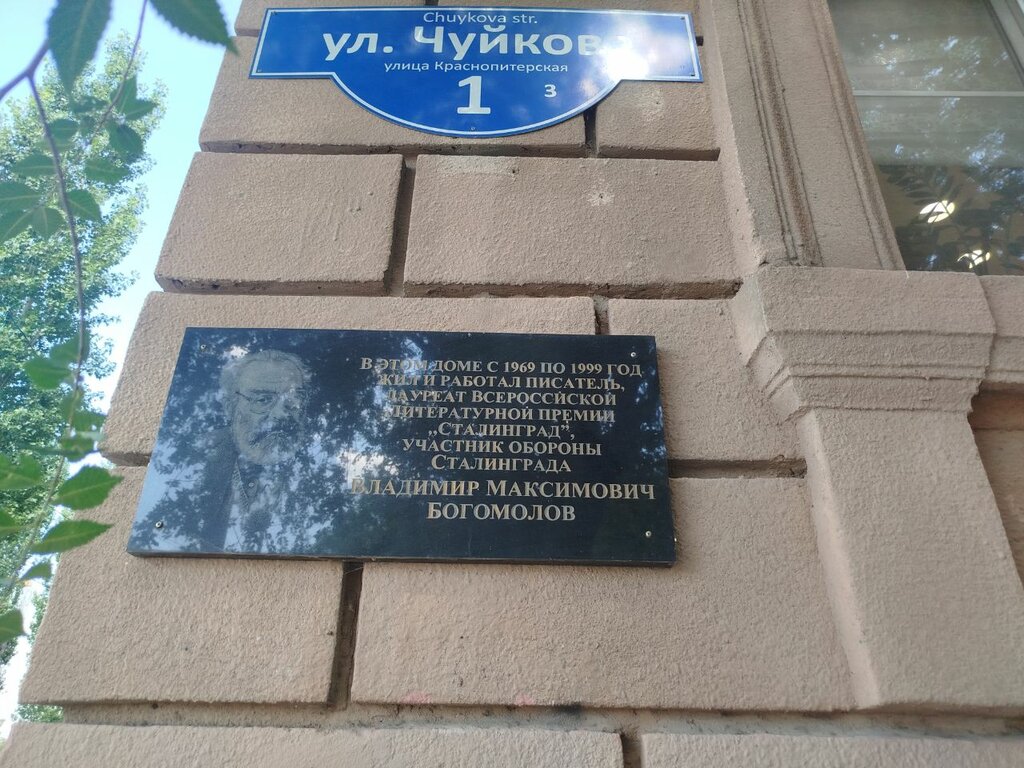 Chuykova str.
ул. Чуйкова
улица Краснопитерская
1 3
В ЭТОМ ДОМЕ С 1969 ПО 1999 ГОД
ЖИЛ И РАБОТАЛ ПИСАТЕЛЬ,
ЛАУРЕАТ ВСЕРОССИЙСКОЙ
ЛИТЕРАТУРНОЙ ПРЕМИИ
„СТАЛИНГРАД”,
УЧАСТНИК ОБОРОНЫ
СТАЛИНГРАДА
ВЛАДИМИР МАКСИМОВИЧ
БОГОМОЛОВ